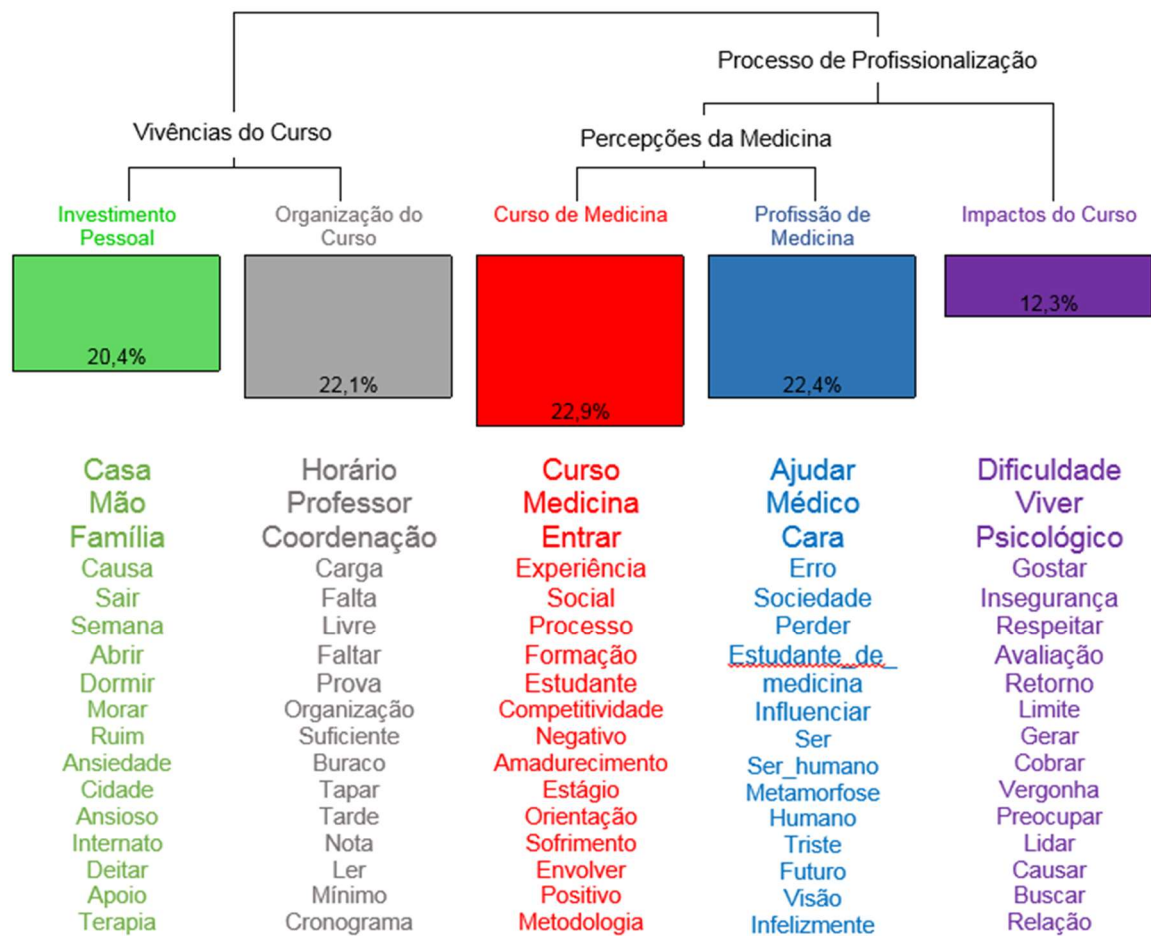 Processo de Profissionalização
Vivências do Curso
Percepções da Medicina
Investimento
Pessoal
Organização do
Curso
Curso de Medicina
Profissão de
Medicina
Impactos do Curso
20,4%
22,1%
22,9%
22,4%
12,3%
Casa
Mão
Família
Causa
Sair
Semana
Abrir
Dormir
Morar
Ruim
Ansiedade
Cidade
Ansioso
Internato
Deitar
Apoio
Terapia
Horário
Professor
Coordenação
Carga
Falta
Livre
Faltar
Prova
Organização
Suficiente
Buraco
Tapar
Tarde
Nota
Ler
Mínimo
Cronograma
Curso
Medicina
Entrar
Experiência
Social
Processo
Formação
Estudante
Competitividade
Negativo
Amadurecimento
Estágio
Orientação
Sofrimento
Envolver
Positivo
Metodologia
Ajudar
Médico
Cara
Erro
Sociedade
Perder
Estudante_de_
medicina
Influenciar
Ser
Ser_humano
Metamorfose
Humano
Triste
Futuro
Visão
Infelizmente
Dificuldade
Viver
Psicológico
Gostar
Insegurança
Respeitar
Avaliação
Retorno
Limite
Gerar
Cobrar
Vergonha
Preocupar
Lidar
Causar
Buscar
Relação